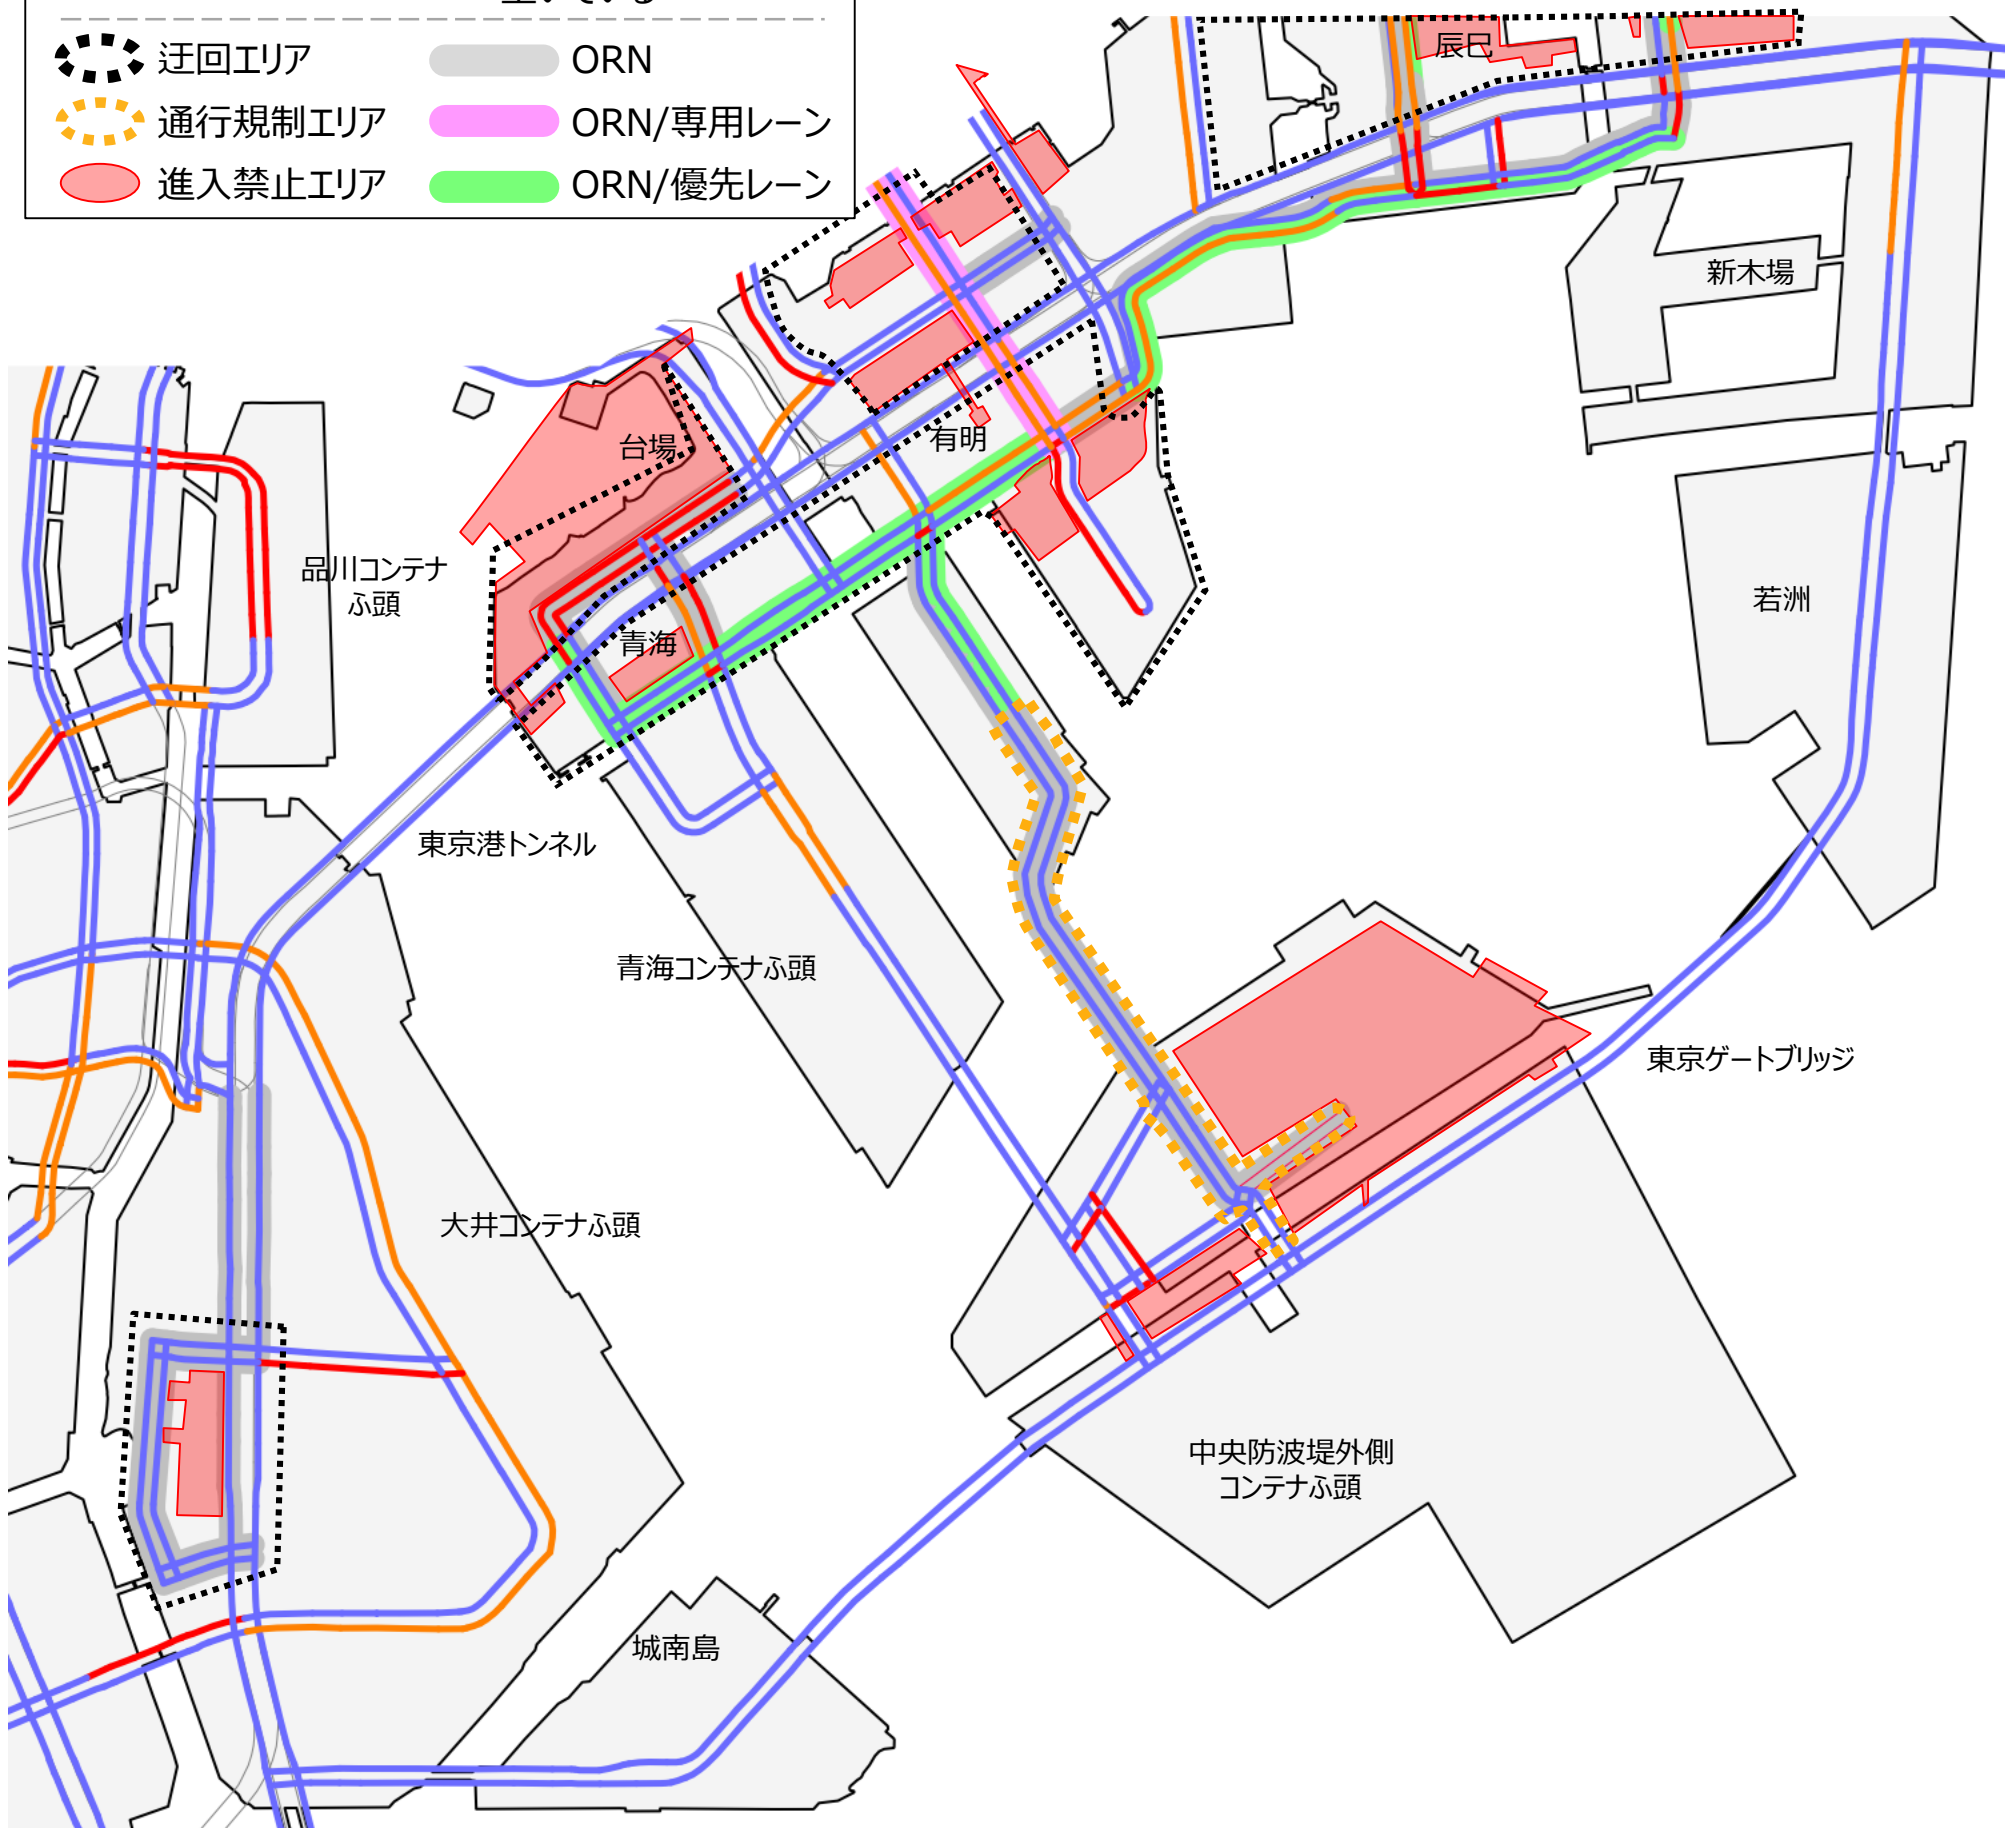 空いている
迂回エリア
ORN
通行規制エリア
ORN/専用レーン
進入禁止エリア
ORN/優先レーン
辰巳
新木場
有明
台場
品川コンテナ
ふ頭
若洲
青海
東京港トンネル
青海コンテナふ頭
東京ゲートブリッジ
大井コンテナふ頭
中央防波堤外側
コンテナふ頭
城南島